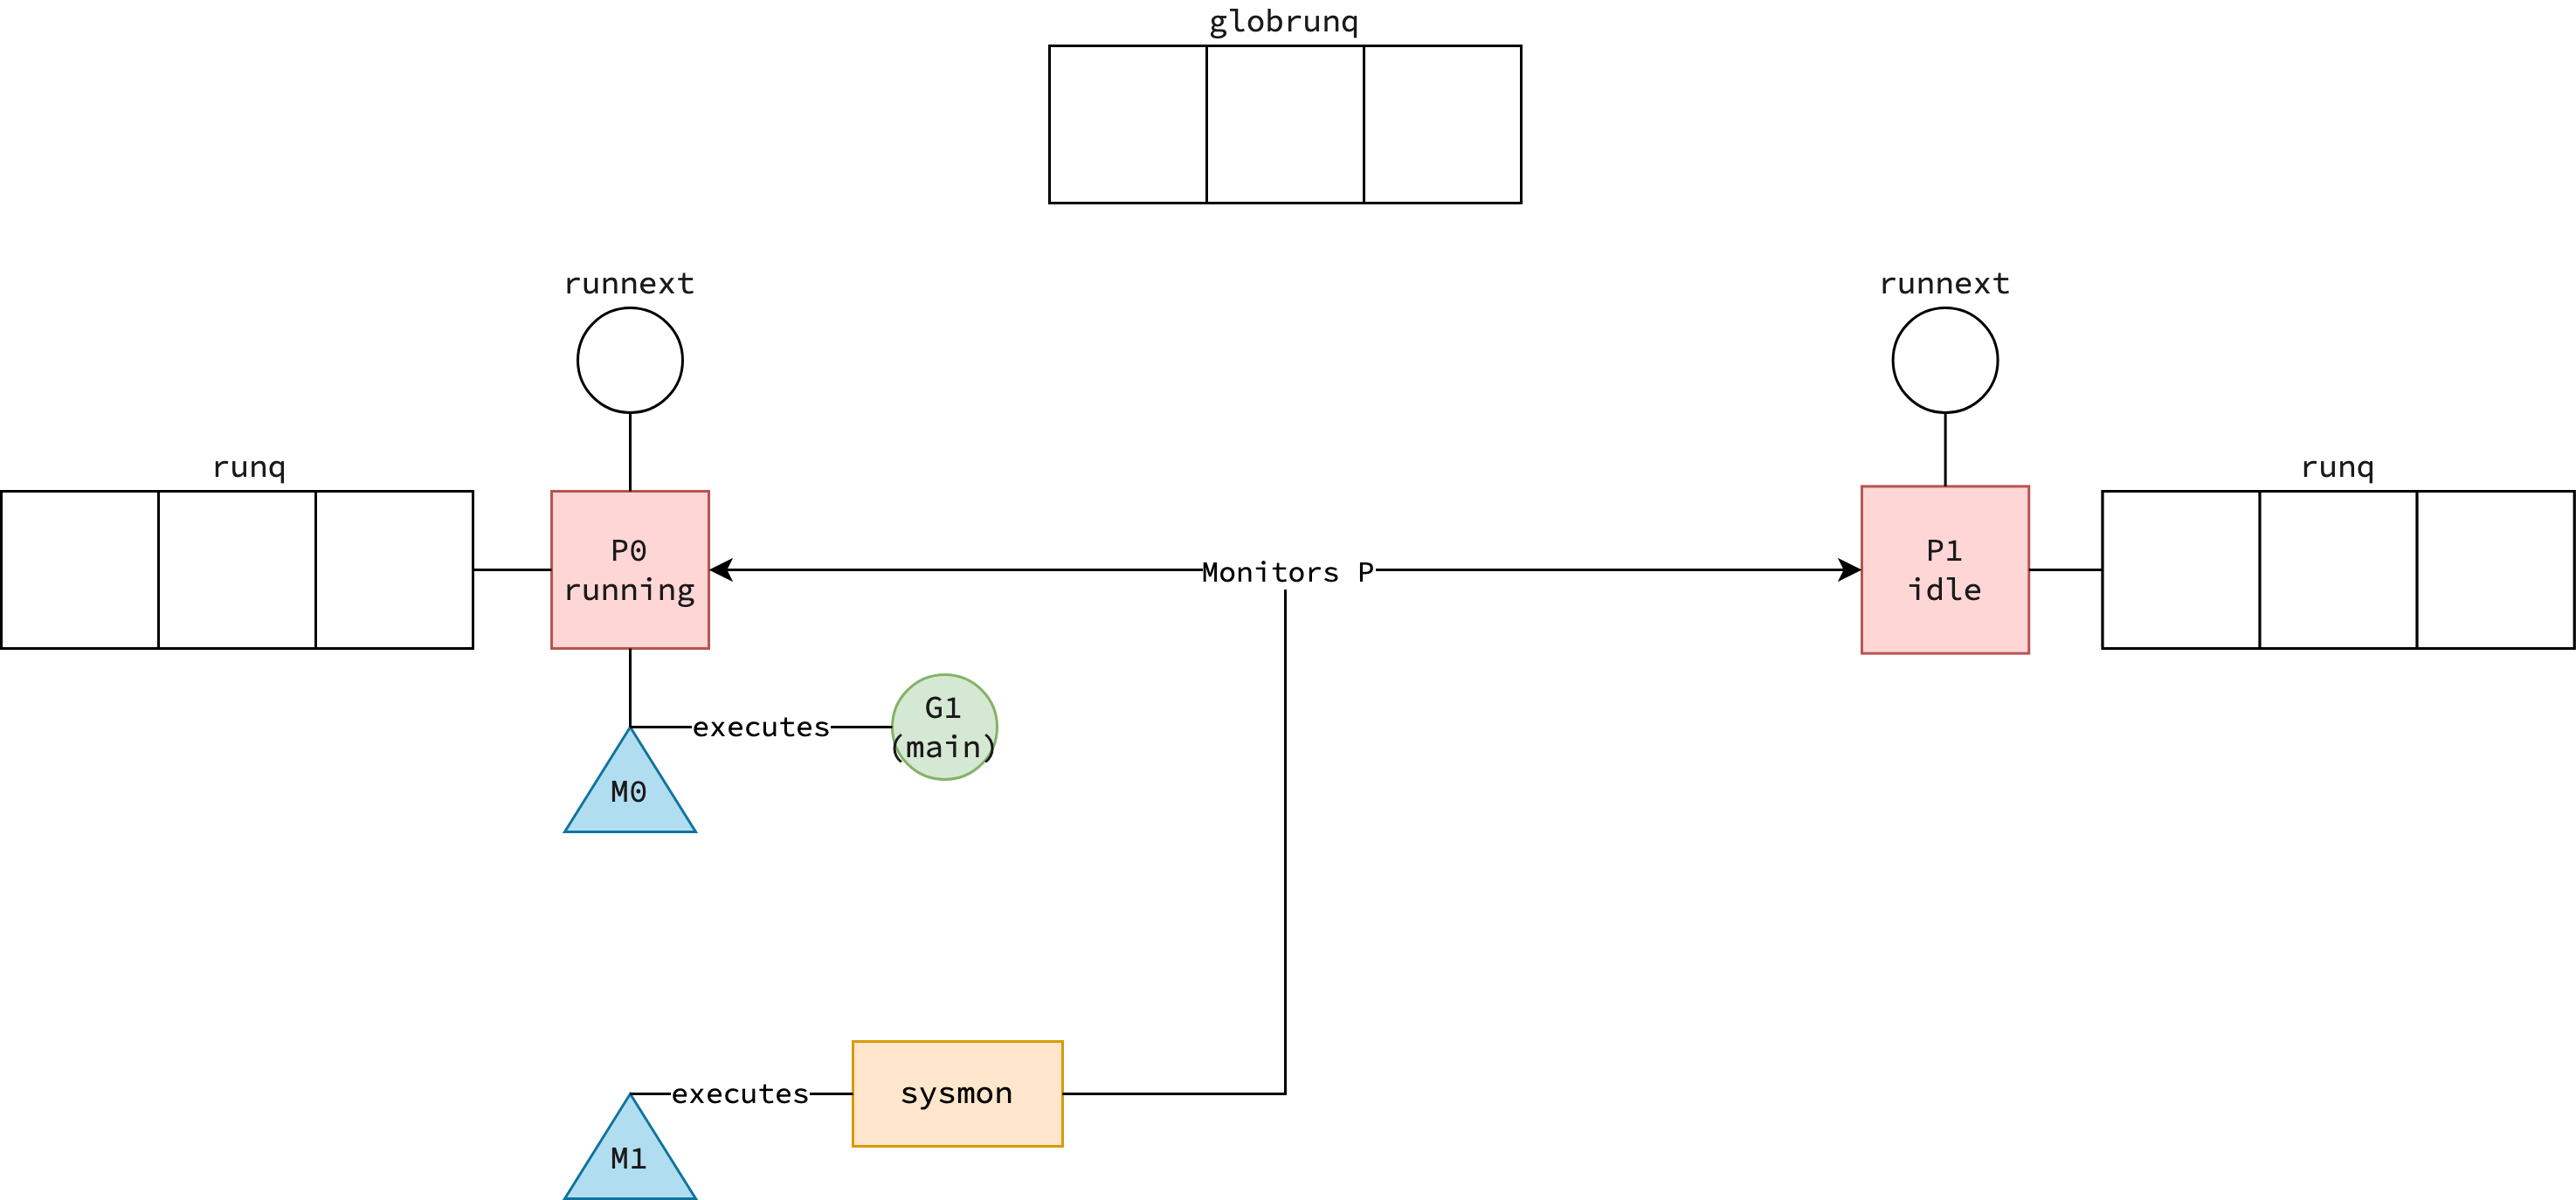 globrunq
runnext
runnext
runq
runq
P0
running
Monitors P
P1
idle
executes
G1
(main)
M0
executes
sysmon
M1